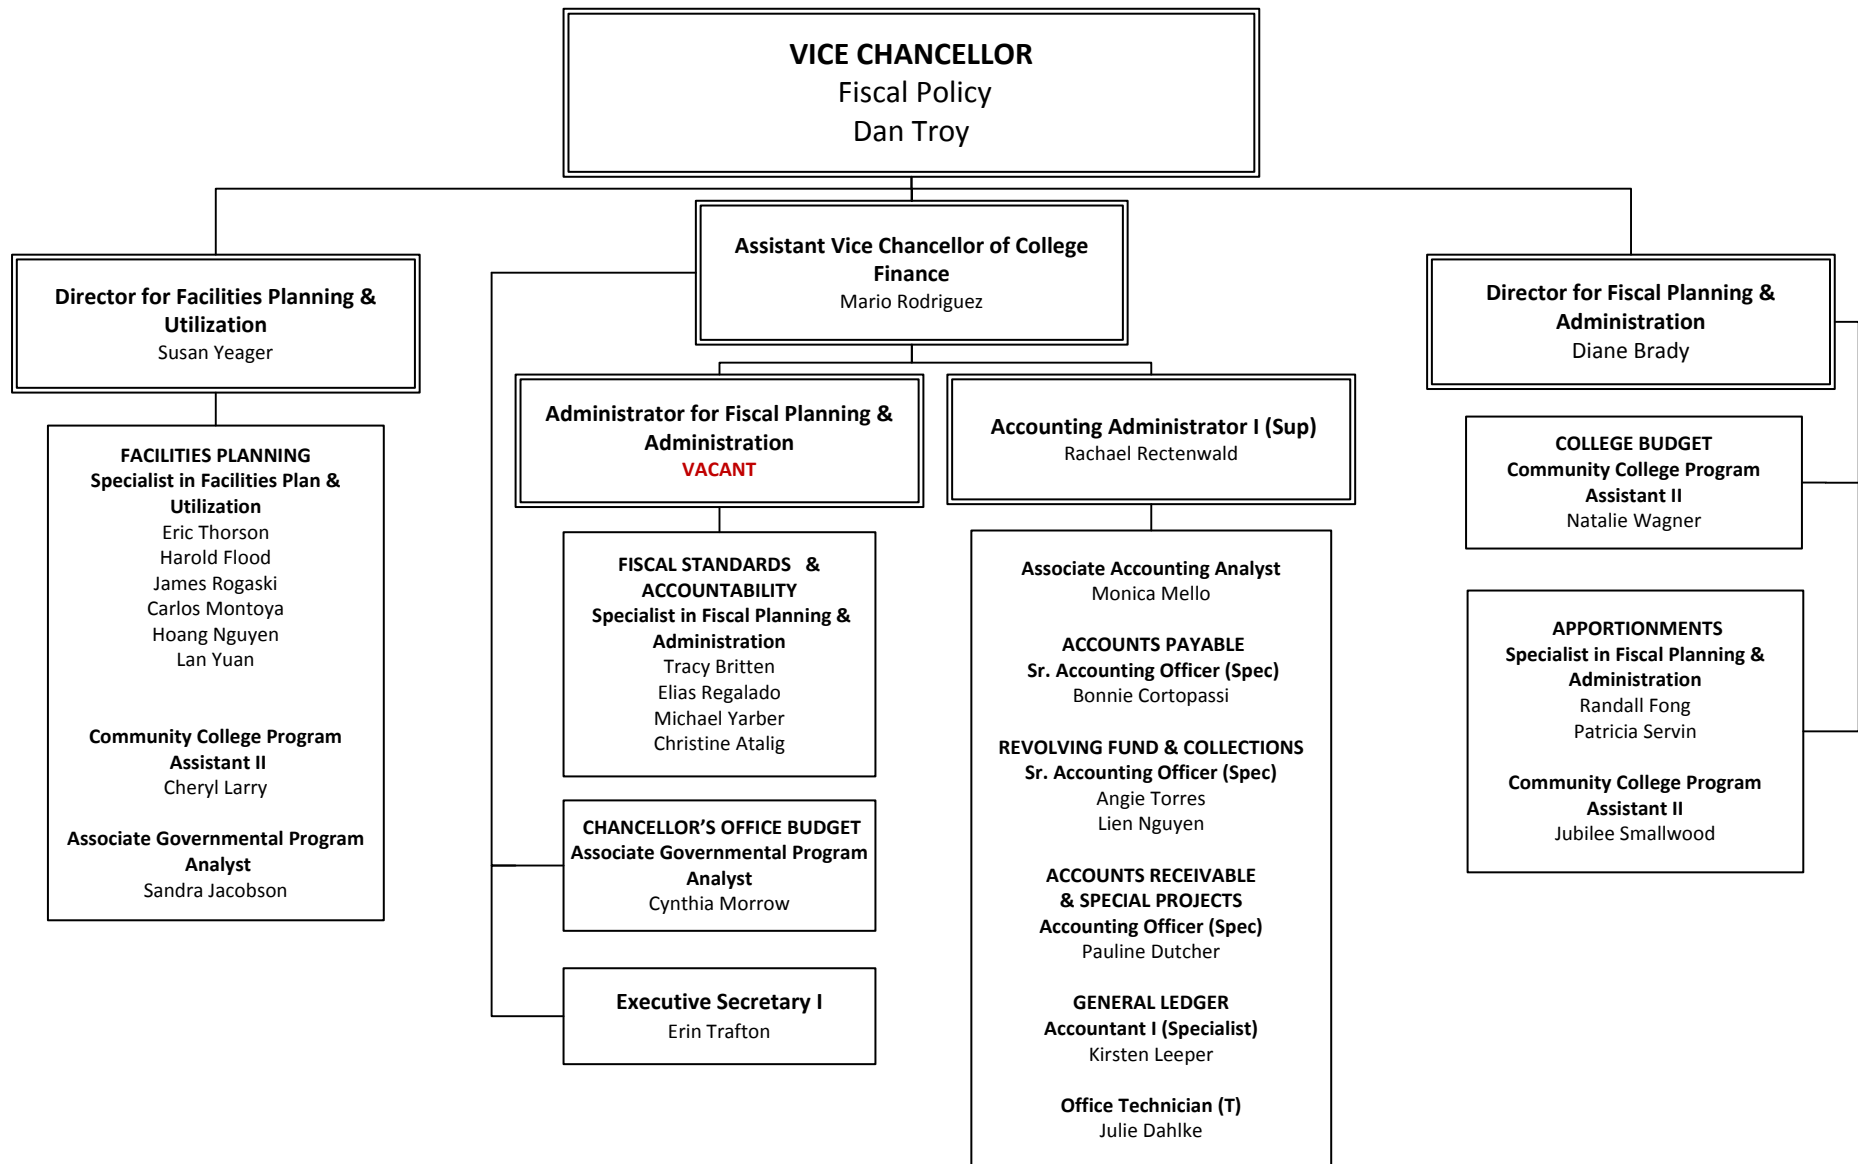 VICE CHANCELLOR
Fiscal Policy
Dan Troy
Assistant Vice Chancellor of College
Finance
Mario Rodriguez
Director for Facilities Planning &
Utilization
Susan Yeager
Director for Fiscal Planning &
Administration
Diane Brady
Administrator for Fiscal Planning &
Administration
VACANT
Accounting Administrator I (Sup)
Rachael Rectenwald
FACILITIES PLANNING
Specialist in Facilities Plan &
Utilization
Eric Thorson
Harold Flood
James Rogaski
Carlos Montoya
Hoang Nguyen
Lan Yuan
Community College Program
Assistant II
Cheryl Larry
Associate Governmental Program
Analyst
Sandra Jacobson
FISCAL STANDARDS &
ACCOUNTABILITY
Specialist in Fiscal Planning &
Administration
Tracy Britten
Elias Regalado
Michael Yarber
Christine Atalig
CHANCELLOR’S OFFICE BUDGET
Associate Governmental Program
Analyst
Cynthia Morrow
Executive Secretary I
Erin Trafton
Associate Accounting Analyst
Monica Mello
ACCOUNTS PAYABLE
Sr. Accounting Officer (Spec)
Bonnie Cortopassi
REVOLVING FUND & COLLECTIONS
Sr. Accounting Officer (Spec)
Angie Torres
Lien Nguyen
ACCOUNTS RECEIVABLE
& SPECIAL PROJECTS
Accounting Officer (Spec)
Pauline Dutcher
GENERAL LEDGER
Accountant I (Specialist)
Kirsten Leeper
Office Technician (T)
Julie Dahlke
COLLEGE BUDGET
Community College Program
Assistant II
Natalie Wagner
APPORTIONMENTS
Specialist in Fiscal Planning &
Administration
Randall Fong
Patricia Servin
Community College Program
Assistant II
Jubilee Smallwood